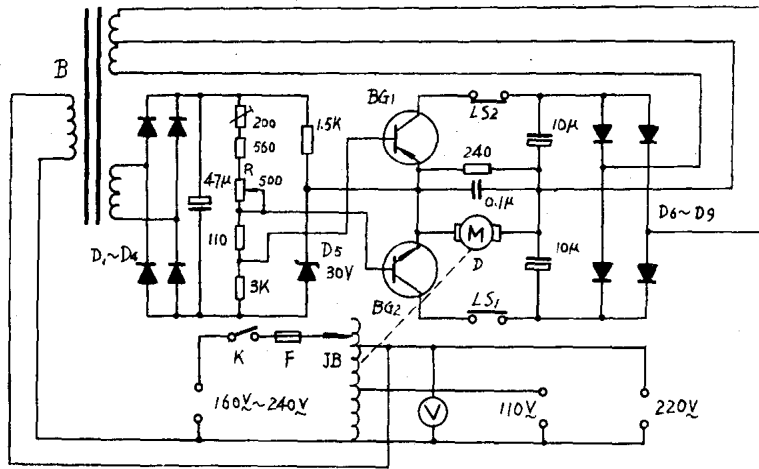 B
BG1
LS2
200
560
R
500
47μ
1.5K
10μ
240
0.1μ
110
D1~D4
3K
D5
30V
M
D
10μ
D6~D9
BG2
LS1
K
F
JB
160V~240V
V
110V
220V